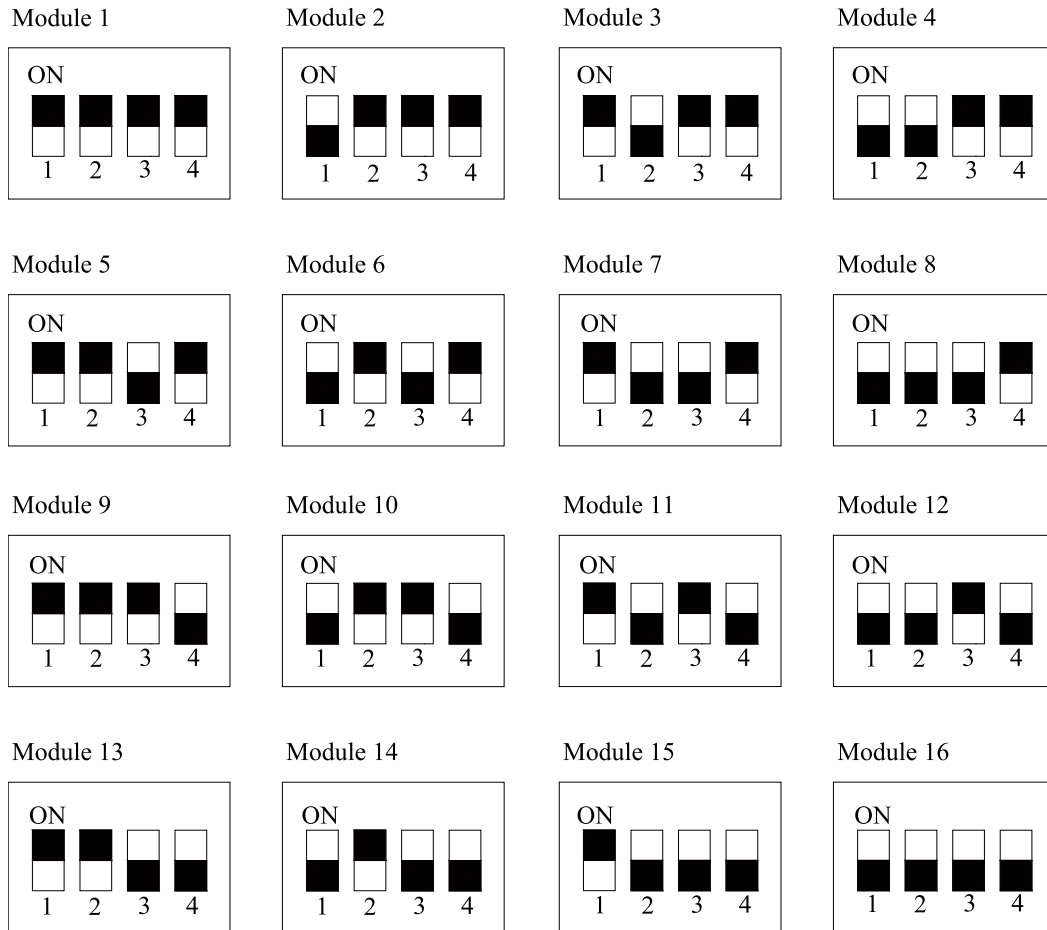 Module 1 Module 2 Module 3 Module 4
ON ON ON ON
1 2 3 4 1 2 3 4 1 2 3 4 1 2 3 4
Module 5 Module 6 Module 7 Module 8
ON ON ON ON
1 2 3 4 1 2 3 4 1 2 3 4 1 2 3 4
Module 9 Module 10 Module 11 Module 12
ON ON ON ON
1 2 3 4 1 2 3 4 1 2 3 4 1 2 3 4
Module 13 Module 14 Module 15 Module 16
ON ON ON ON
1 2 3 4 1 2 3 4 1 2 3 4 1 2 3 4